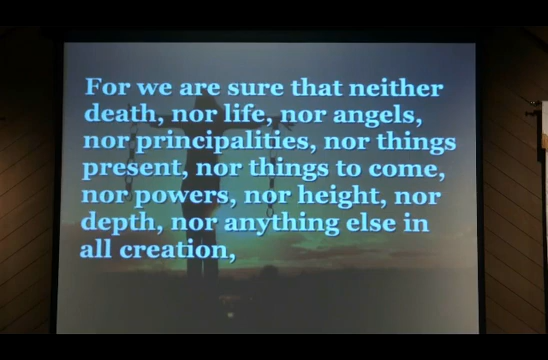 For we are sure that neither
death, nor life, nor angels,
nor principalities, nor things
present, nor things to come,
nor powers, nor height, nor
depth, nor anything else in
all creation,